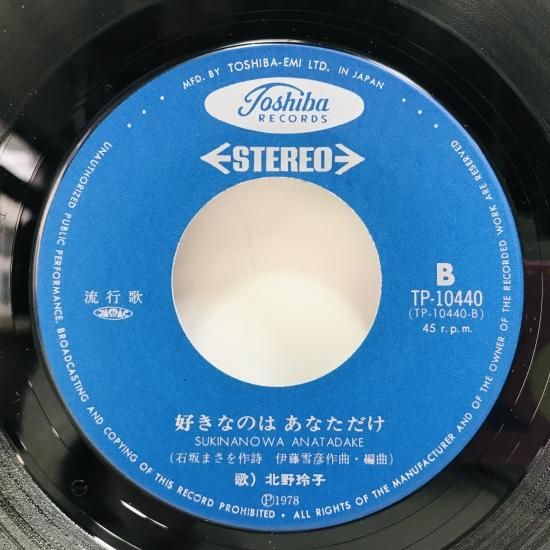 MFD. BY TOSHIBA-EMI LTD. IN JAPAN
Toshiba
RECORDS
STEREO
流行歌
JASRAC
B
TP-10440
(TP-10440-B)
45 r.p.m.
好きなのは あなただけ
SUKINANOWA ANATADAKE
(石坂まさを作詩 伊藤雪彦作曲・編曲)
歌) 北野玲子
Ⓟ1978
UNAUTHORIZED PUBLIC PERFORMANCE, BROADCASTING AND COPYING OF THIS RECORD PROHIBITED • ALL RIGHTS OF THE MANUFACTURER AND OF THE OWNER OF THE RECORDED WORK ARE RESERVED